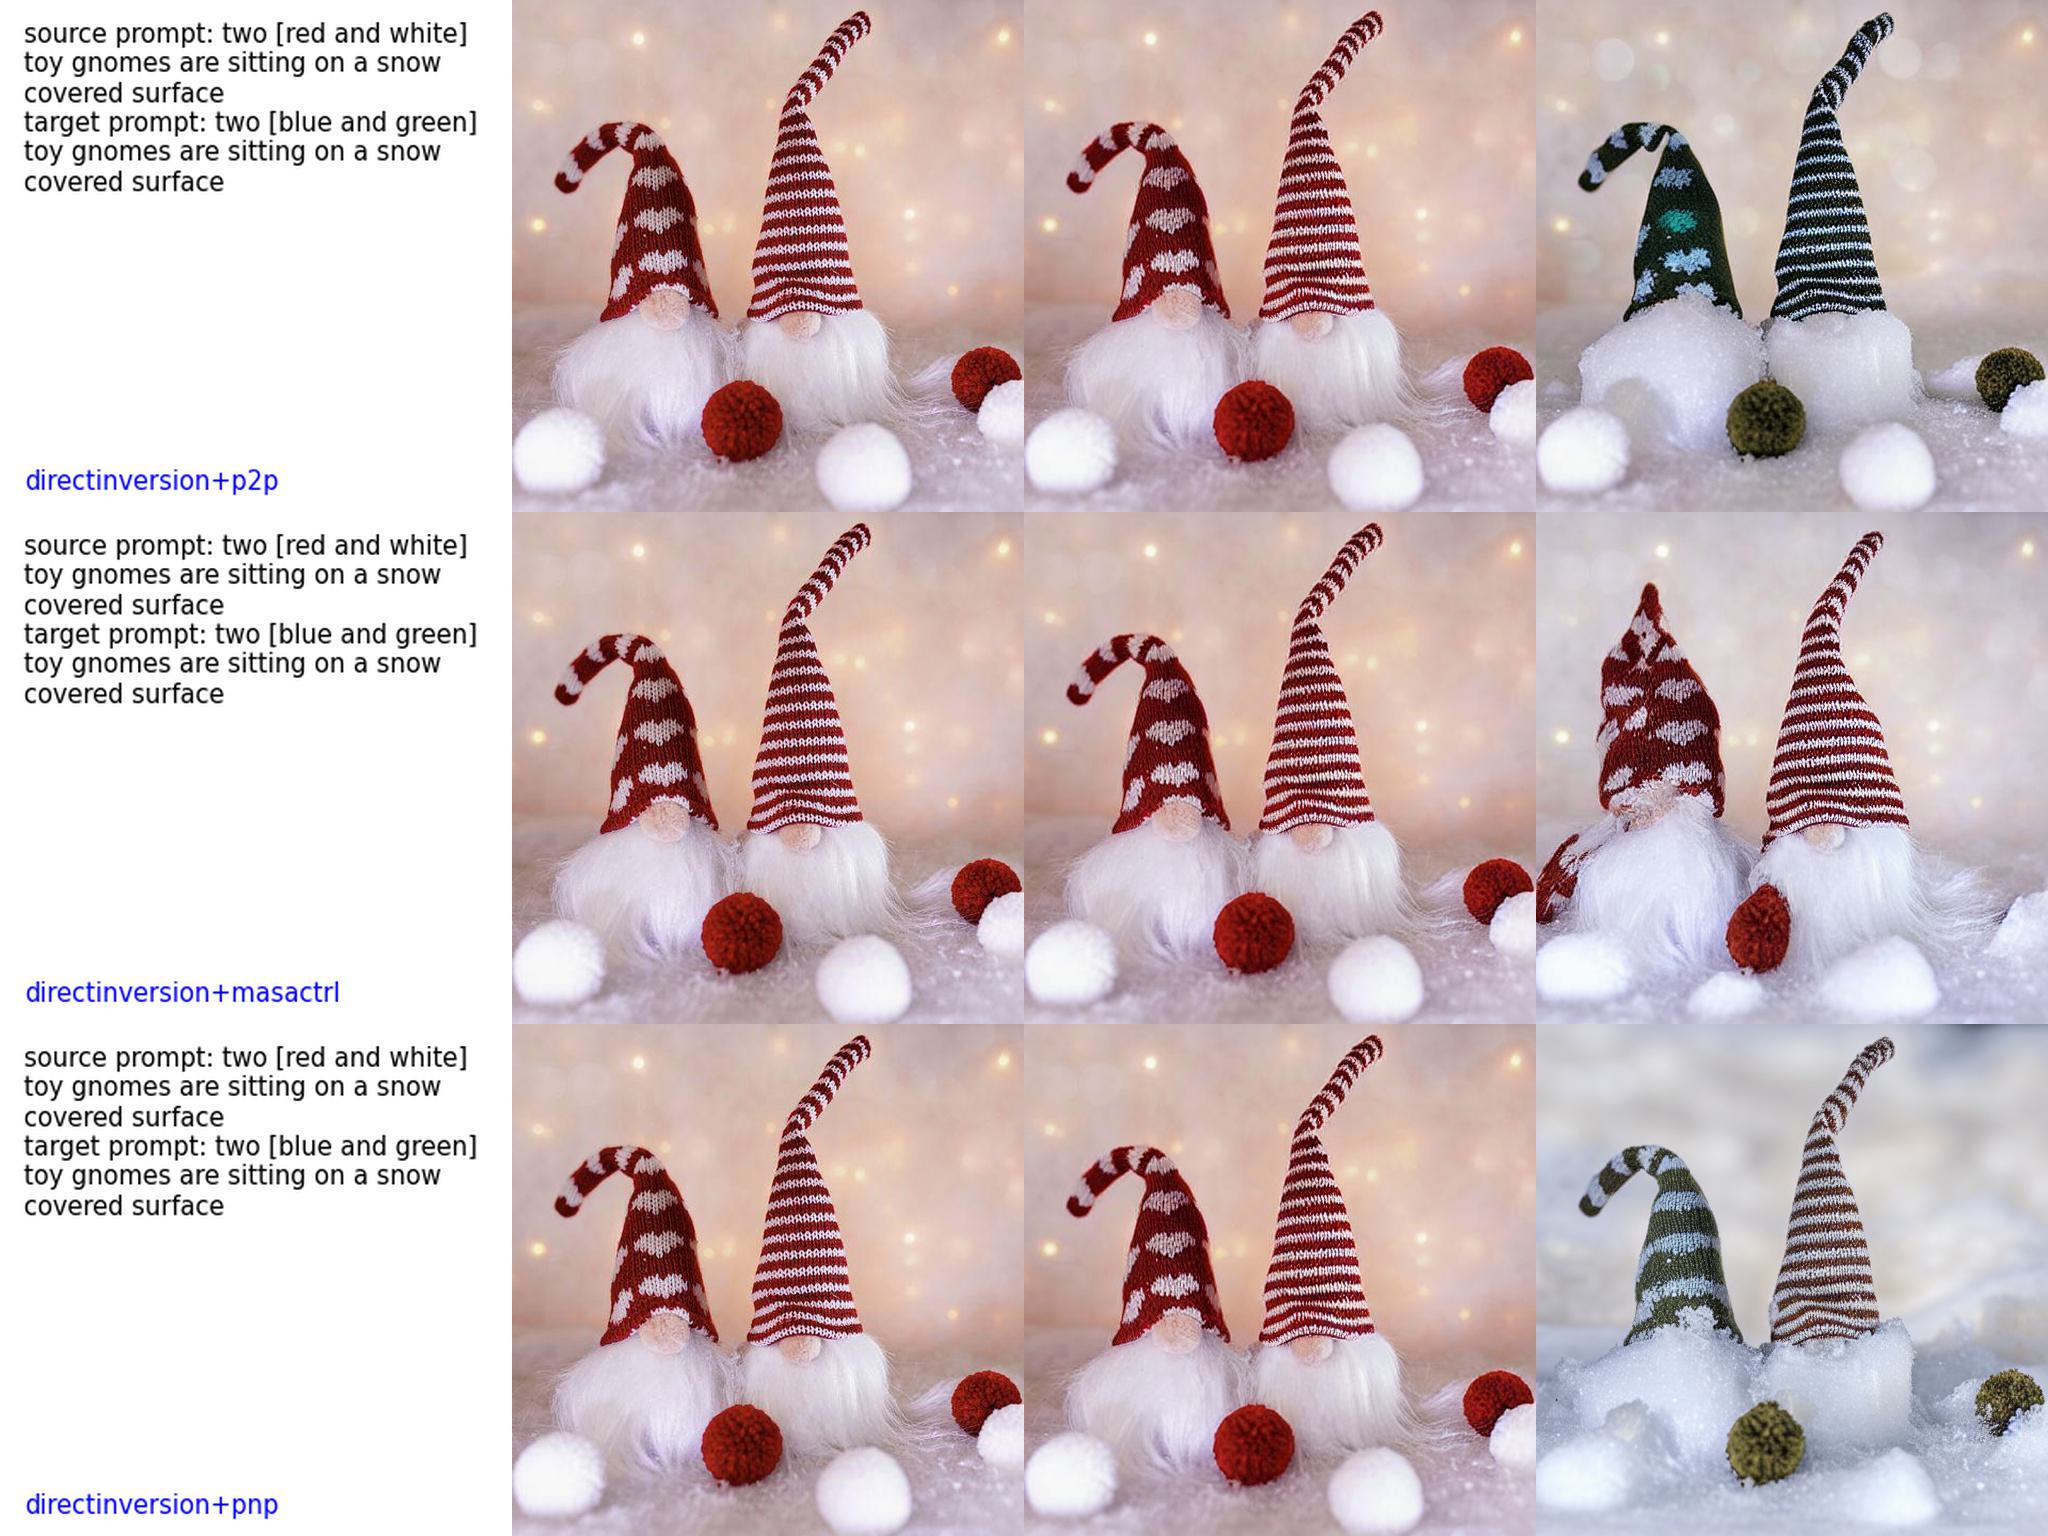 source prompt: two [red and white]
toy gnomes are sitting on a snow
covered surface
target prompt: two [blue and green]
toy gnomes are sitting on a snow
covered surface
directinversion+p2p
source prompt: two [red and white]
toy gnomes are sitting on a snow
covered surface
target prompt: two [blue and green]
toy gnomes are sitting on a snow
covered surface
directinversion+masactrl
source prompt: two [red and white]
toy gnomes are sitting on a snow
covered surface
target prompt: two [blue and green]
toy gnomes are sitting on a snow
covered surface
directinversion+pnp